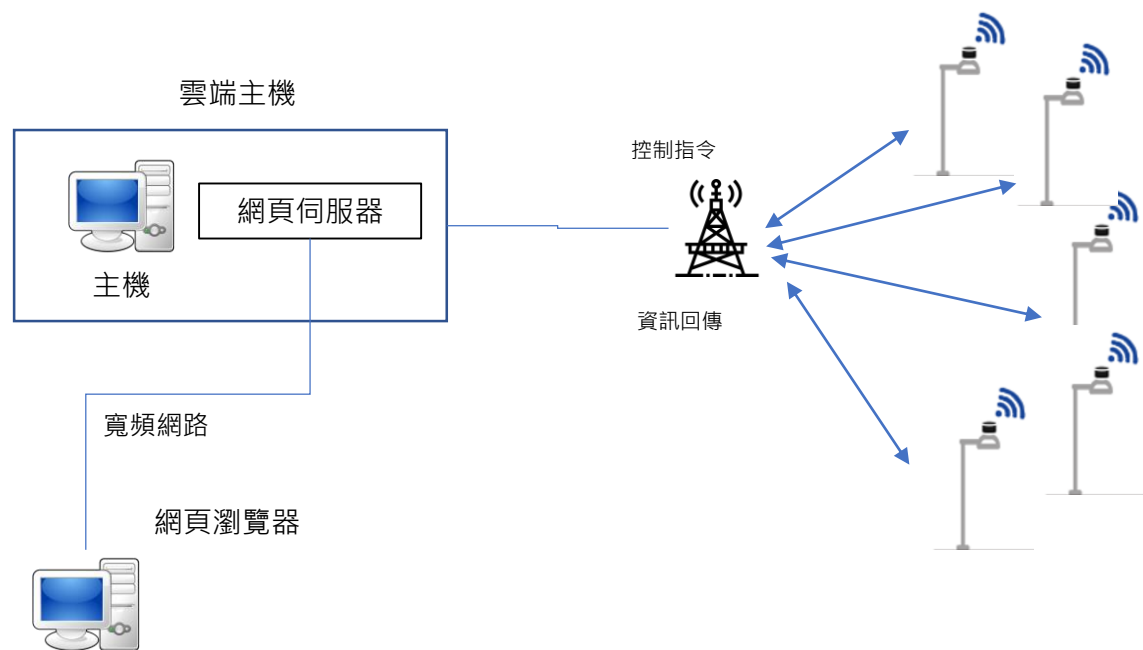 雲端主機
控制指令
網頁伺服器
主機
資訊回傳
寬頻網路
網頁瀏覽器